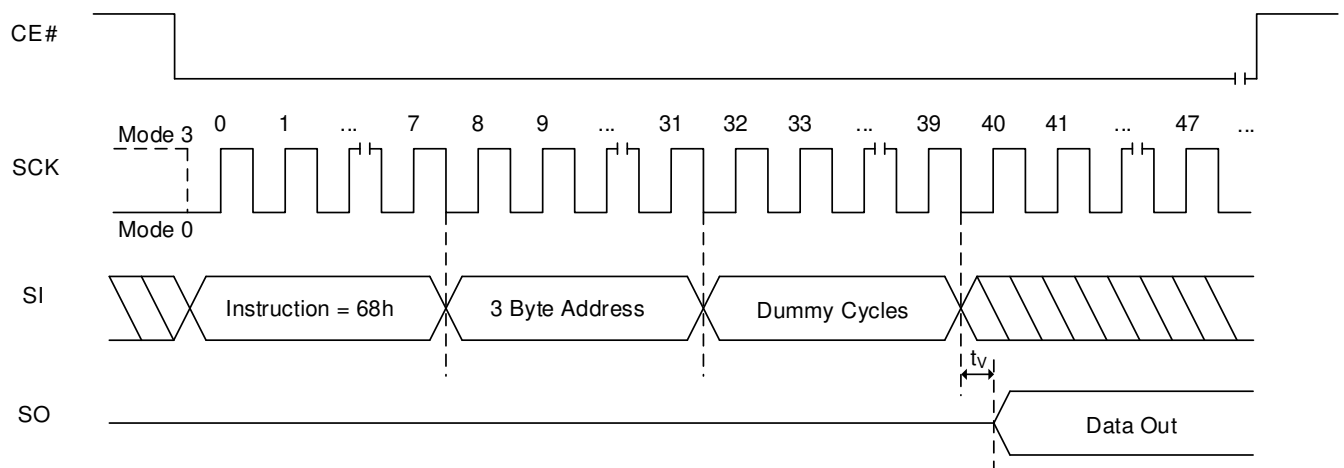 CE#
0 1 ... 7 8 9 ... 31 32 33 ... 39 40 41 ... 47 ...
Mode 3
SCK
Mode 0
SI
Instruction = 68h
3 Byte Address
Dummy Cycles
tV
SO
Data Out